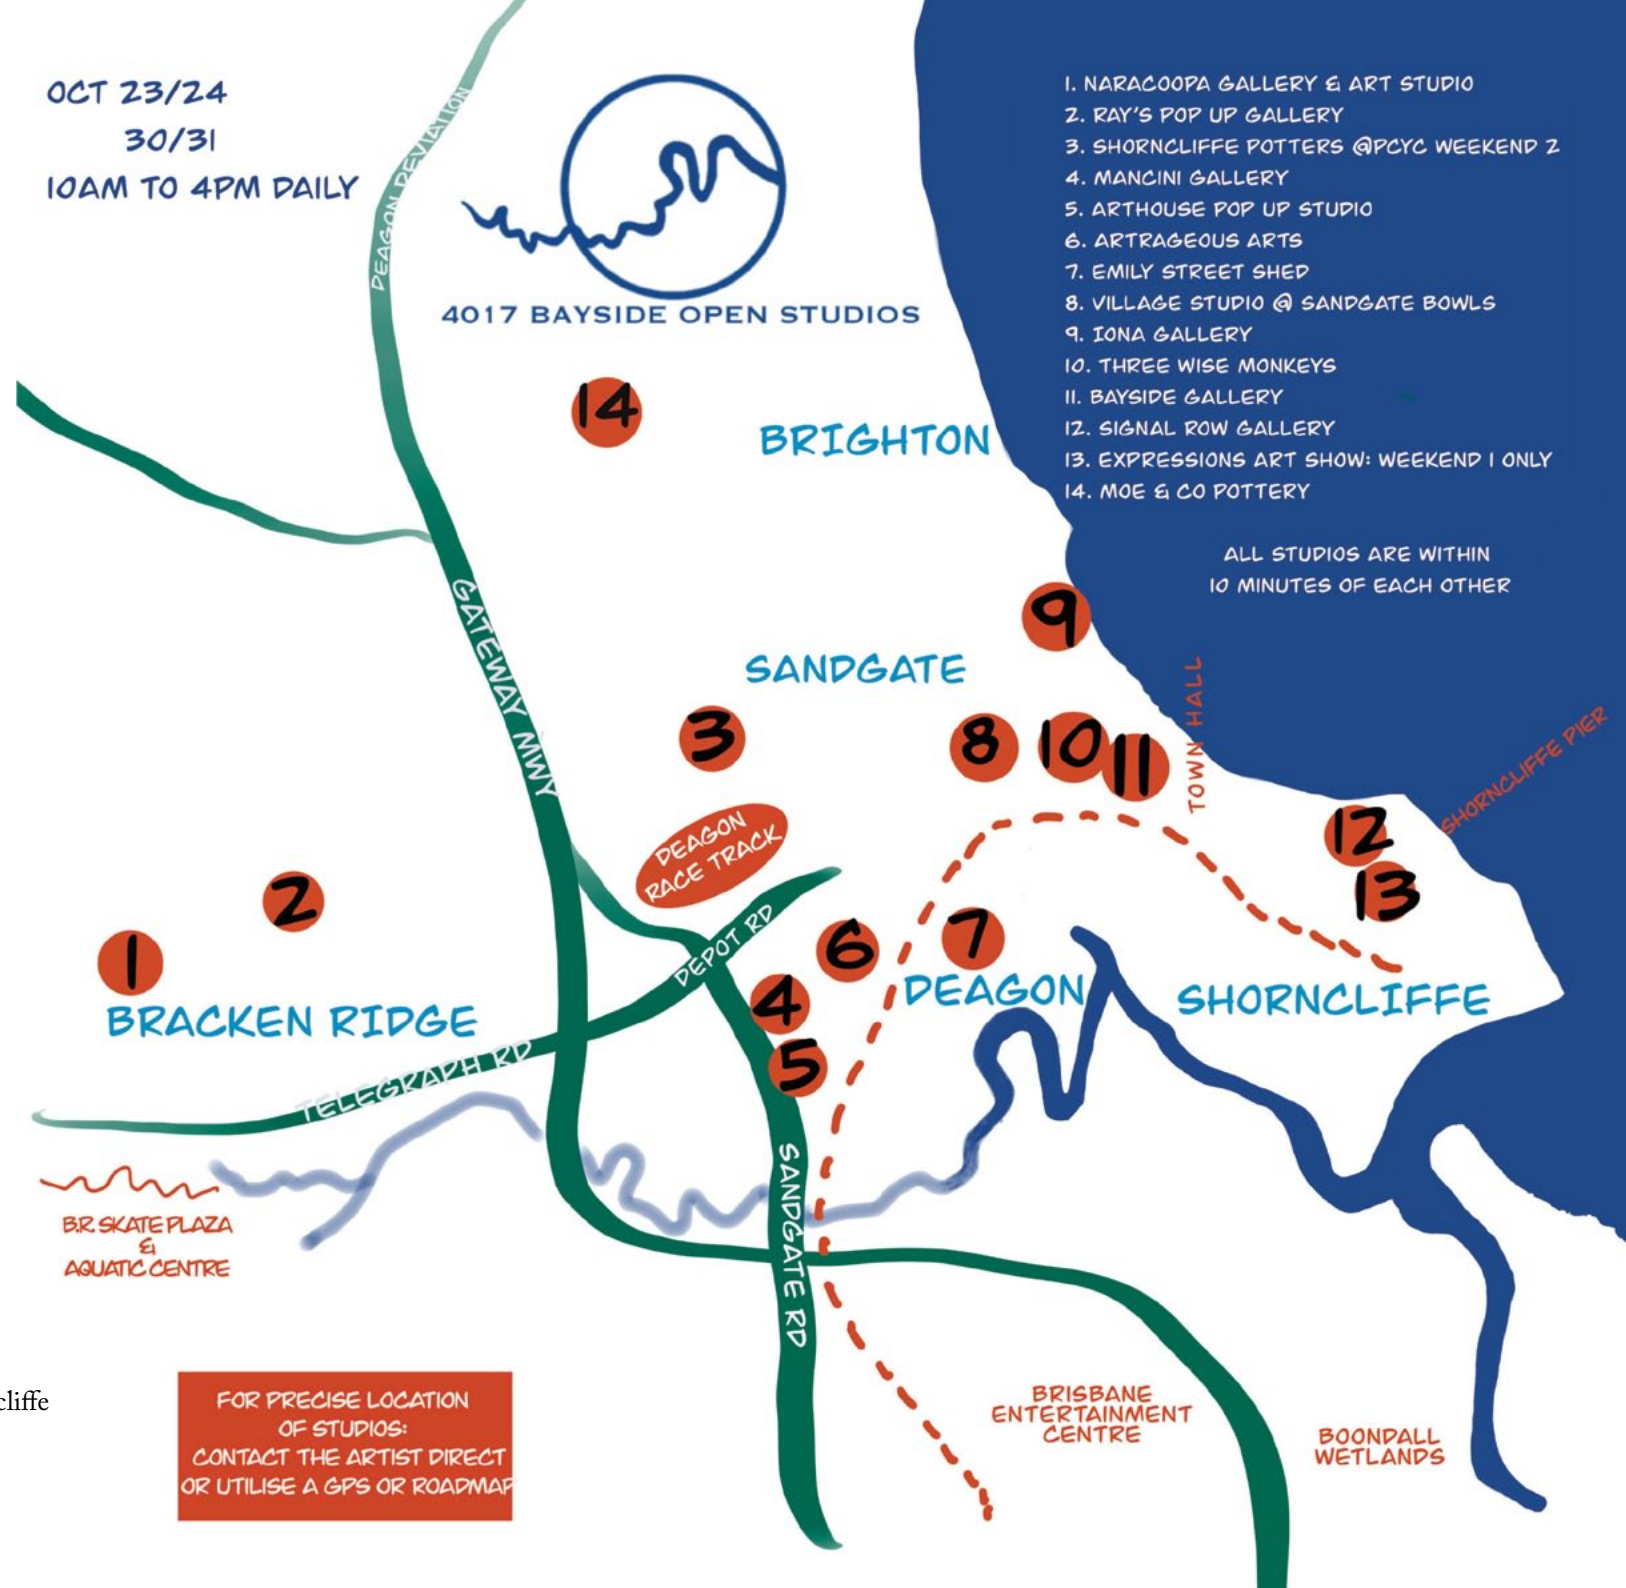 OCT 23/24
30/31
10AM TO 4PM DAILY
DEAGON DEVIATION
4017 BAYSIDE OPEN STUDIOS
1. NARACOOPA GALLERY & ART STUDIO
2. RAY'S POP UP GALLERY
3. SHORNCLIFFE POTTERS @PCYC WEEKEND 2
4. MANCINI GALLERY
5. ARTHOUSE POP UP STUDIO
6. ARTRAGEOUS ARTS
7. EMILY STREET SHED
8. VILLAGE STUDIO @ SANDGATE BOWLS
9. IONA GALLERY
10. THREE WISE MONKEYS
11. BAYSIDE GALLERY
12. SIGNAL ROW GALLERY
13. EXPRESSIONS ART SHOW: WEEKEND 1 ONLY
14. MOE & CO POTTERY
ALL STUDIOS ARE WITHIN
10 MINUTES OF EACH OTHER
14
BRIGHTON
GATEWAY MWY
9
SANDGATE
3
8
10
11
TOWN HALL
SHORNCLIFFE PIER
12
13
DEAGON
RACE TRACK
2
1
DEPOT RD
6
7
4
5
DEAGON
SHORNCLIFFE
BRACKEN RIDGE
TELEGRAPH RD
SANDGATE RD
B.R. SKATE PLAZA
&
AQUATIC CENTRE
cliffe
FOR PRECISE LOCATION
OF STUDIOS:
CONTACT THE ARTIST DIRECT
OR UTILISE A GPS OR ROADMAP
BRISBANE
ENTERTAINMENT
CENTRE
BOONDALL
WETLANDS